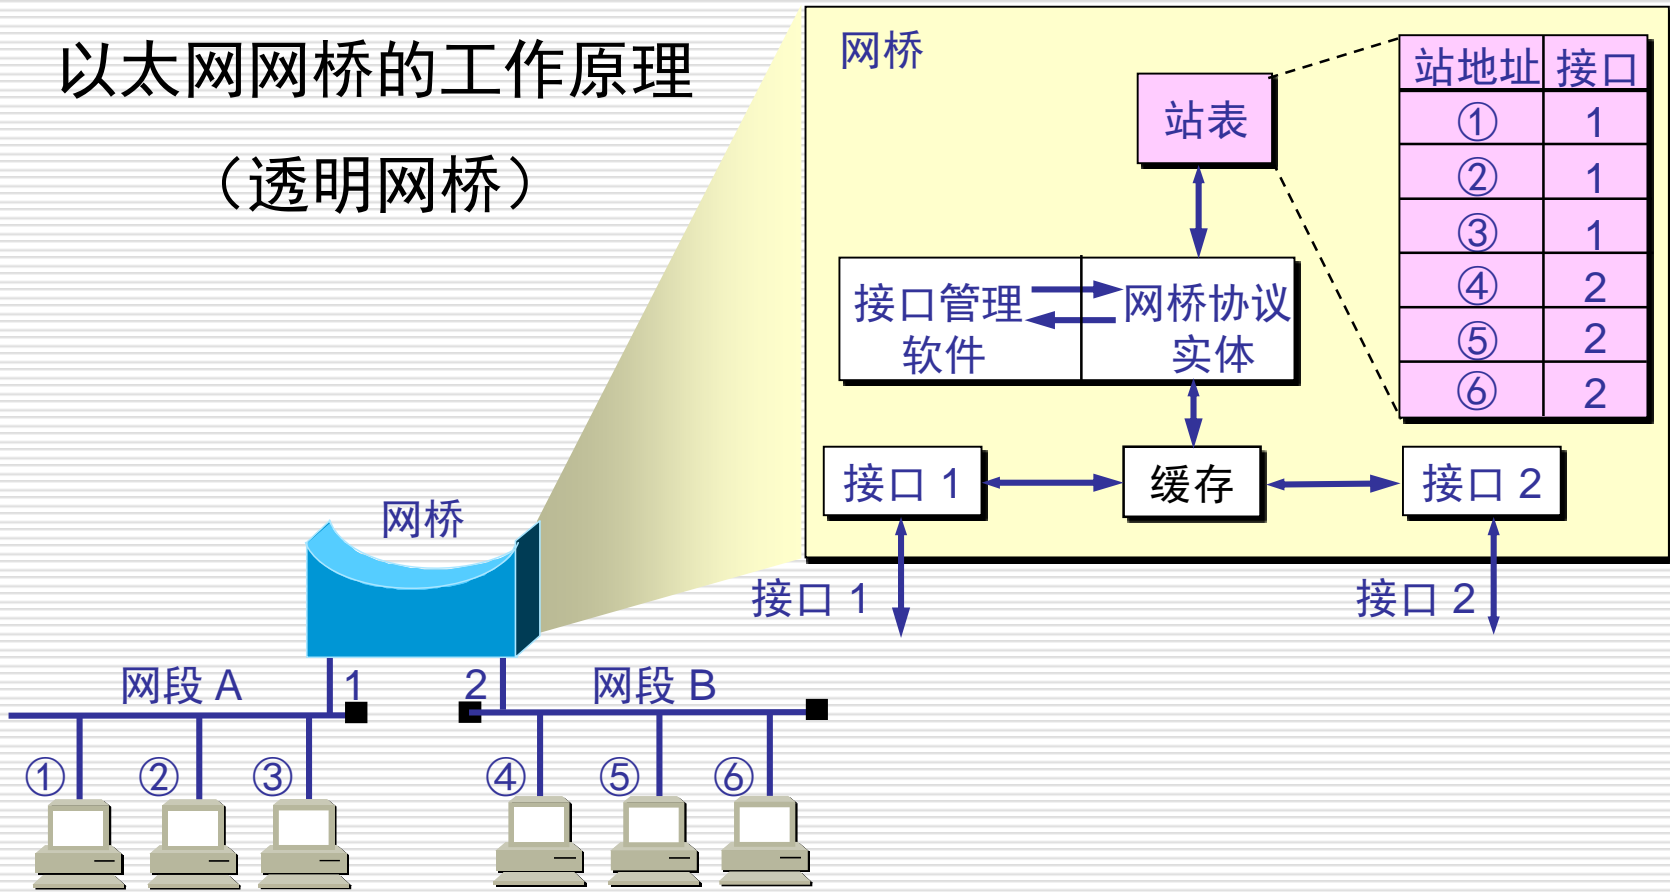 以太网网桥的工作原理
（透明网桥）
网桥
站表
站地址 接口
① 1
② 1
③ 1
④ 2
⑤ 2
⑥ 2
接口管理
软件
网桥协议
实体
接口 1
缓存
接口 2
接口 1
接口 2
网桥
网段 A
1
2
网段 B
① ② ③ ④ ⑤ ⑥